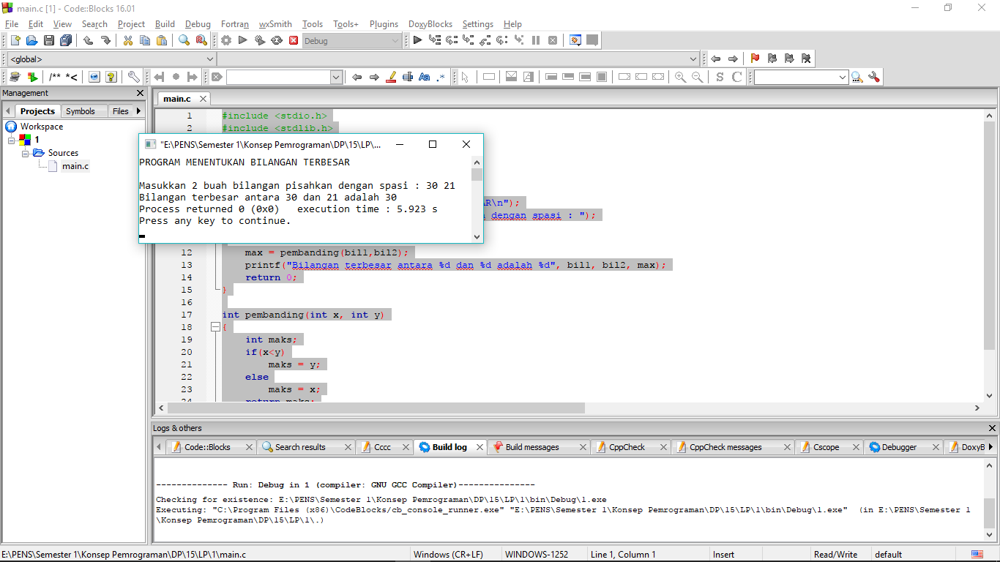 main.c [1] - Code::Blocks 16.01
File Edit View Search Project Build Debug Fortran wxSmith Tools Tools+ Plugins DoxyBlocks Settings Help
Debug
<global>
/** *<
Aa .*
S C
Management
Projects Symbols Files
Workspace
1
Sources
main.c
main.c
1 #include <stdio.h>
2 #include <stdlib.h>
"E:\PENS\Semester 1\Konsep Pemrograman\DP\15\LP\...
PROGRAM MENENTUKAN BILANGAN TERBESAR
Masukkan 2 buah bilangan pisahkan dengan spasi : 30 21
Bilangan terbesar antara 30 dan 21 adalah 30
Process returned 0 (0x0) execution time : 5.923 s
Press any key to continue.
AR\n");
dengan spasi : ");
12 max = pembanding(bil1,bil2);
13 printf("Bilangan terbesar antara %d dan %d adalah %d", bil1, bil2, max);
14 return 0;
15 }
16
17 int pembanding(int x, int y)
18 {
19 int maks;
20 if(x<y)
21 maks = y;
22 else
23 maks = x;
24 return maks;
Logs & others
Code::Blocks Search results Cccc Build log Build messages CppCheck CppCheck messages Cscope Debugger DoxyB
-------------- Run: Debug in 1 (compiler: GNU GCC Compiler)---------------
Checking for existence: E:\PENS\Semester 1\Konsep Pemrograman\DP\15\LP\1\bin\Debug\1.exe
Executing: "C:\Program Files (x86)\CodeBlocks/cb_console_runner.exe" "E:\PENS\Semester 1\Konsep Pemrograman\DP\15\LP\1\bin\Debug\1.exe" (in E:\PENS\Semester 1
\Konsep Pemrograman\DP\15\LP\1\.)
E:\PENS\Semester 1\Konsep Pemrograman\DP\15\LP\1\main.c Windows (CR+LF) WINDOWS-1252 Line 1, Column 1 Insert Read/Write default